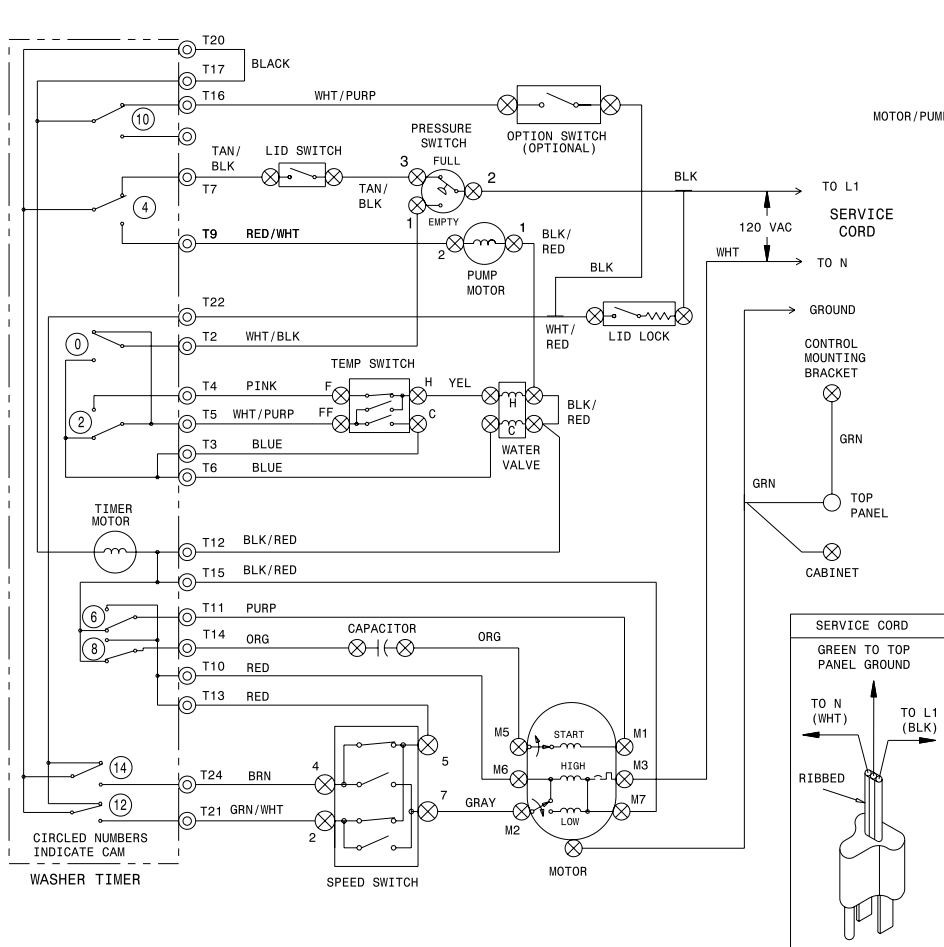 T20
BLACK
T17
T16
WHT/PURP
10
OPTION SWITCH
(OPTIONAL)
MOTOR/PUM
PRESSURE
SWITCH
TAN/
BLK
LID SWITCH
3
FULL
2
BLK
T7
TAN/
BLK
TO L1
4
1
EMPTY
SERVICE
CORD
120 VAC
T9
RED/WHT
2
1
BLK/
RED
WHT
TO N
PUMP
MOTOR
BLK
T22
GROUND
WHT/
RED
LID LOCK
0
T2
WHT/BLK
CONTROL
MOUNTING
BRACKET
TEMP SWITCH
T4
PINK
F
H
YEL
H
BLK/
RED
2
T5
WHT/PURP
FF
C
C
T3
BLUE
WATER
VALVE
GRN
T6
BLUE
GRN
TOP
PANEL
TIMER
MOTOR
T12
BLK/RED
T15
BLK/RED
CABINET
6
T11
PURP
T14
ORG
CAPACITOR
ORG
8
T10
RED
T13
RED
SERVICE CORD
GREEN TO TOP
PANEL GROUND
TO N
(WHT)
TO L1
(BLK)
RIBBED
M5
START
M1
5
M6
HIGH
M3
14
T24
BRN
4
7
GRAY
M2
LOW
M7
12
T21
GRN/WHT
2
CIRCLED NUMBERS
INDICATE CAM
MOTOR
WASHER TIMER
SPEED SWITCH